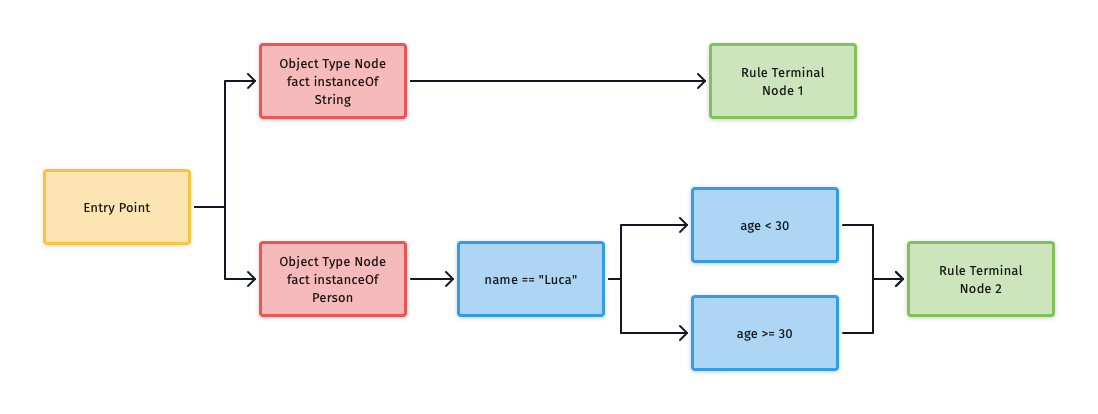 Object Type Node
fact instanceOf
String
Rule Terminal
Node 1
Entry Point
Object Type Node
fact instanceOf
Person
name == "Luca"
age < 30
age >= 30
Rule Terminal
Node 2